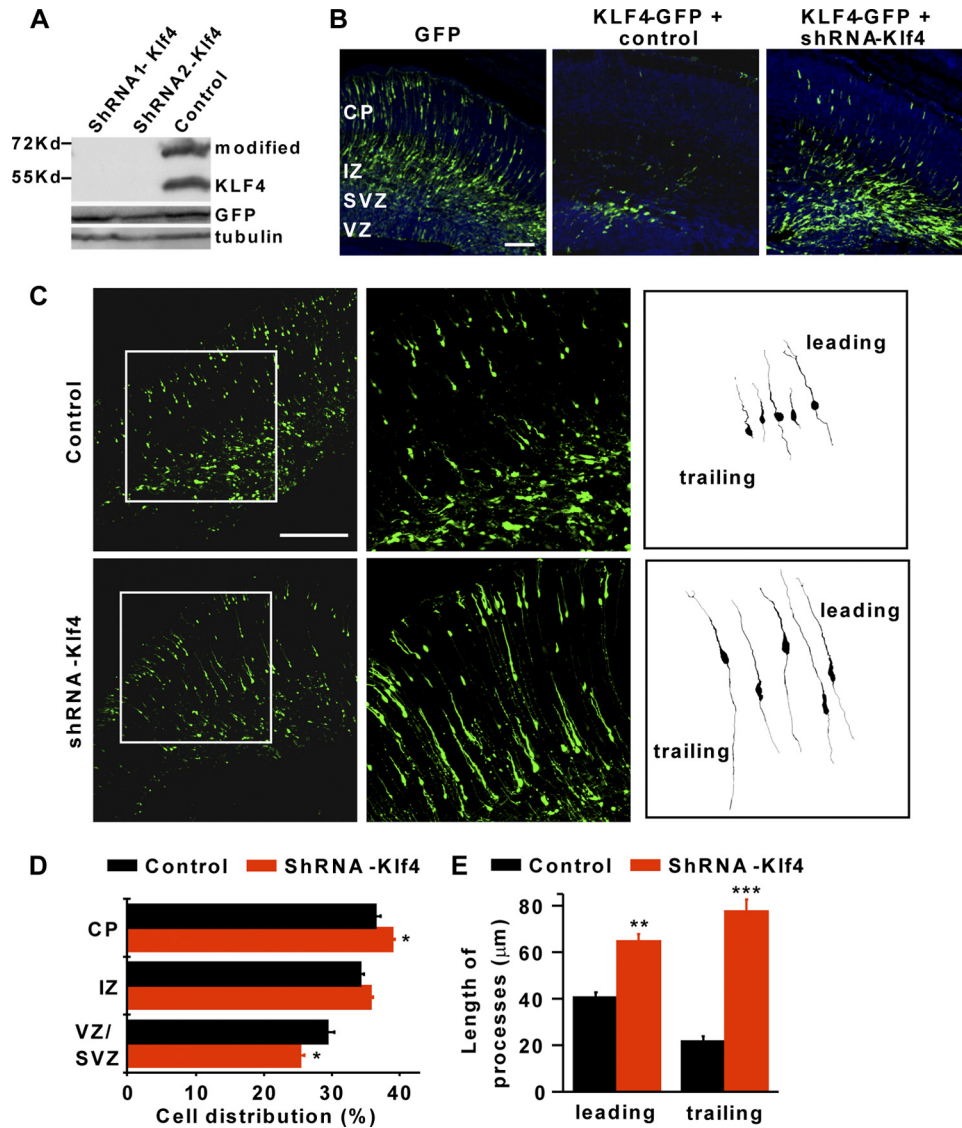 A
ShRNA1-Klf4
ShRNA2-Klf4
Control
72Kd
modified
55Kd
KLF4
GFP
tubulin
B
GFP
KLF4-GFP +
control
KLF4-GFP +
shRNA-Klf4
CP
IZ
SVZ
VZ
C
Control
leading
trailing
shRNA-Klf4
leading
trailing
D
Control
ShRNA-Klf4
CP
*
IZ
VZ/
SVZ
*
0 10 20 30 40
Cell distribution (%)
E
Control
ShRNA-Klf4
Length of
processes (μm)
80
60
40
20
0
**
***
leading
trailing